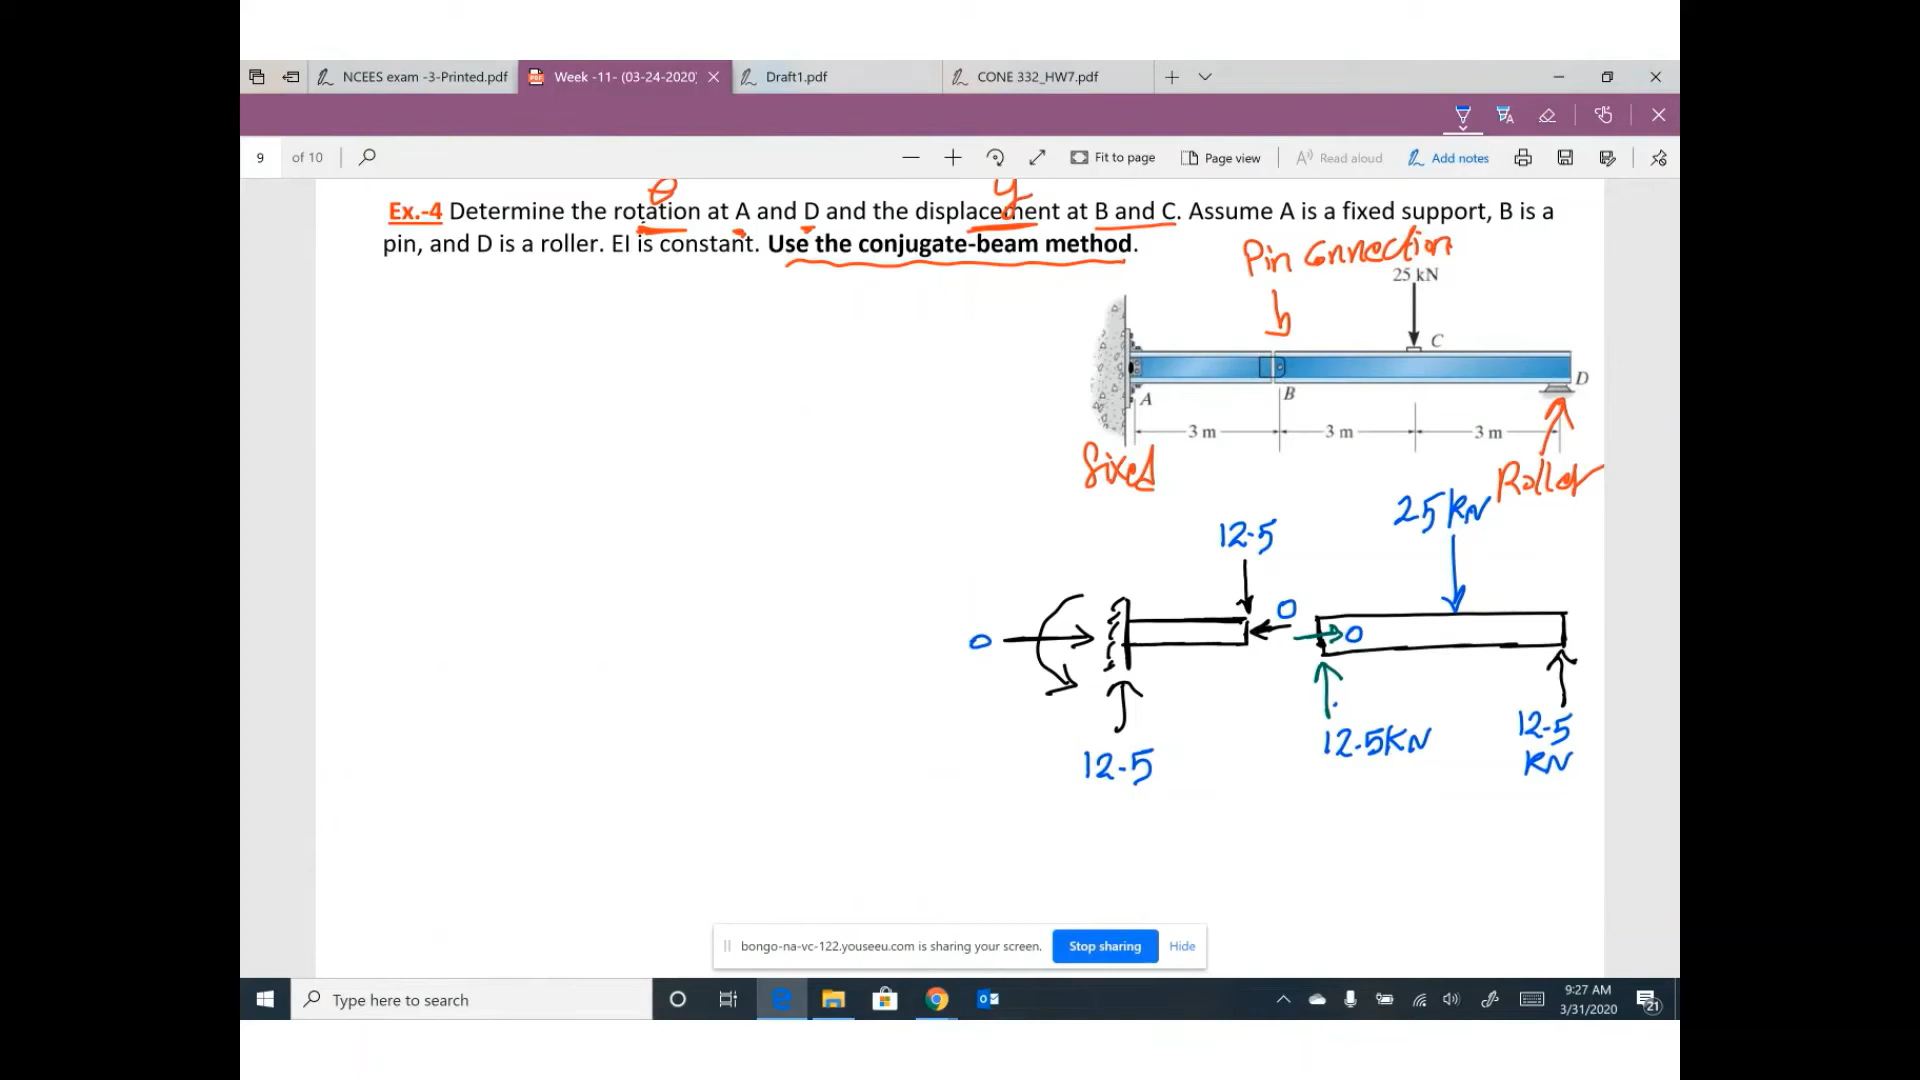 NCEES exam -3-Printed.pdf
Week -11- (03-24-2020)
Draft1.pdf
CONE 332_HW7.pdf
9 of 10
Fit to page
Page view
Read aloud
Add notes
θ y
Ex.-4 Determine the rotation at A and D and the displacement at B and C. Assume A is a fixed support, B is a
pin, and D is a roller. EI is constant. Use the conjugate-beam method.
Pin connection
25 kN
C
D
A
B
3 m
3 m
3 m
fixed
Roller
25 kN
12-5
0
0
0
12-5
12-5KN
12-5
KN
bongo-na-vc-122.youseeu.com is sharing your screen.
Stop sharing
Hide
Type here to search
9:27 AM
3/31/2020
21